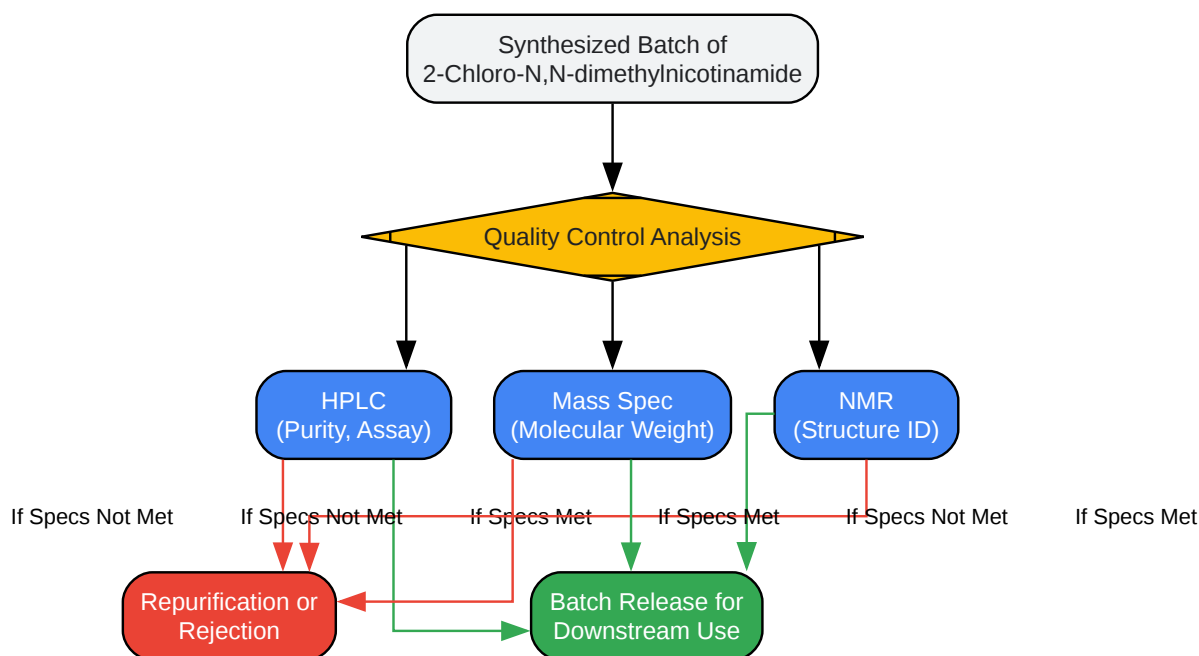 Synthesized Batch of
2-Chloro-N,N-dimethylnicotinamide
Quality Control Analysis
HPLC
(Purity, Assay)
Mass Spec
(Molecular Weight)
NMR
(Structure ID)
If Specs Not Met
If Specs Not Met
If Specs Met
If Specs Met
If Specs Not Met
If Specs Met
Repurification or
Rejection
Batch Release for
Downstream Use